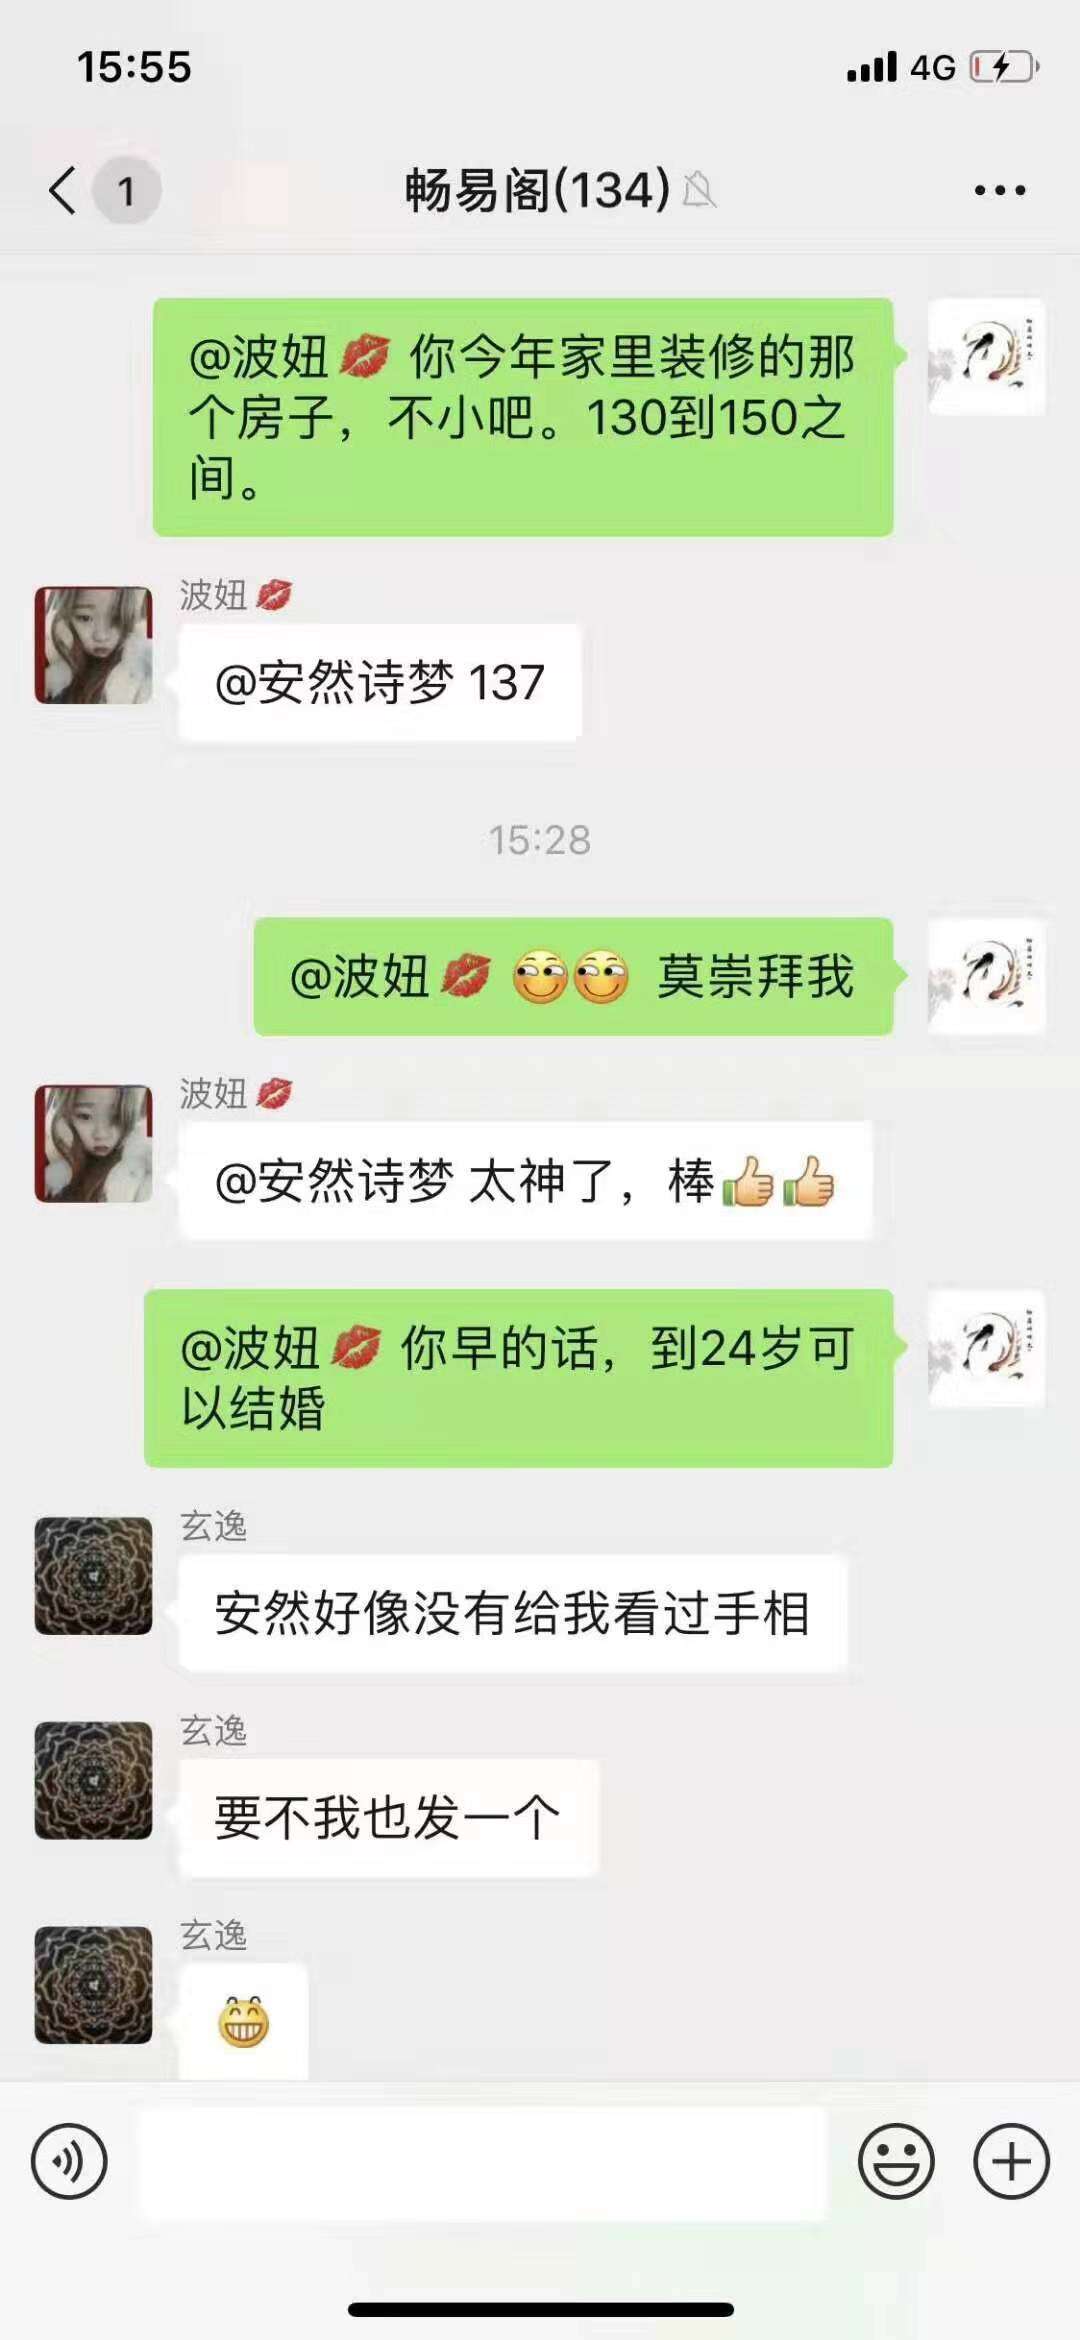 15:55
4G
1
畅易阁(134)
@波妞💋 你今年家里装修的那
个房子，不小吧。130到150之
间。
波妞💋
@安然诗梦 137
15:28
@波妞💋 莫崇拜我
波妞💋
@安然诗梦 太神了，棒👍👍
@波妞💋 你早的话，到24岁可
以结婚
玄逸
安然好像没有给我看过手相
玄逸
要不我也发一个
玄逸